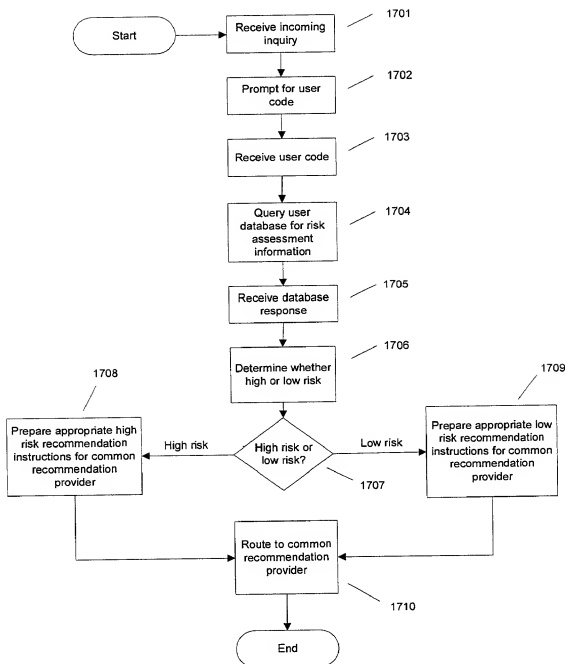 Start
Receive incoming
inquiry
1701
Prompt for user
code
1702
Receive user code
1703
Query user
database for risk
assessment
information
1704
Receive database
response
1705
Determine whether
high or low risk
1706
1708
1709
Prepare appropriate high
risk recommendation
instructions for common
recommendation
provider
High risk
High risk or
low risk?
Low risk
1707
Prepare appropriate low
risk recommendation
instructions for common
recommendation
provider
Route to common
recommendation
provider
1710
End